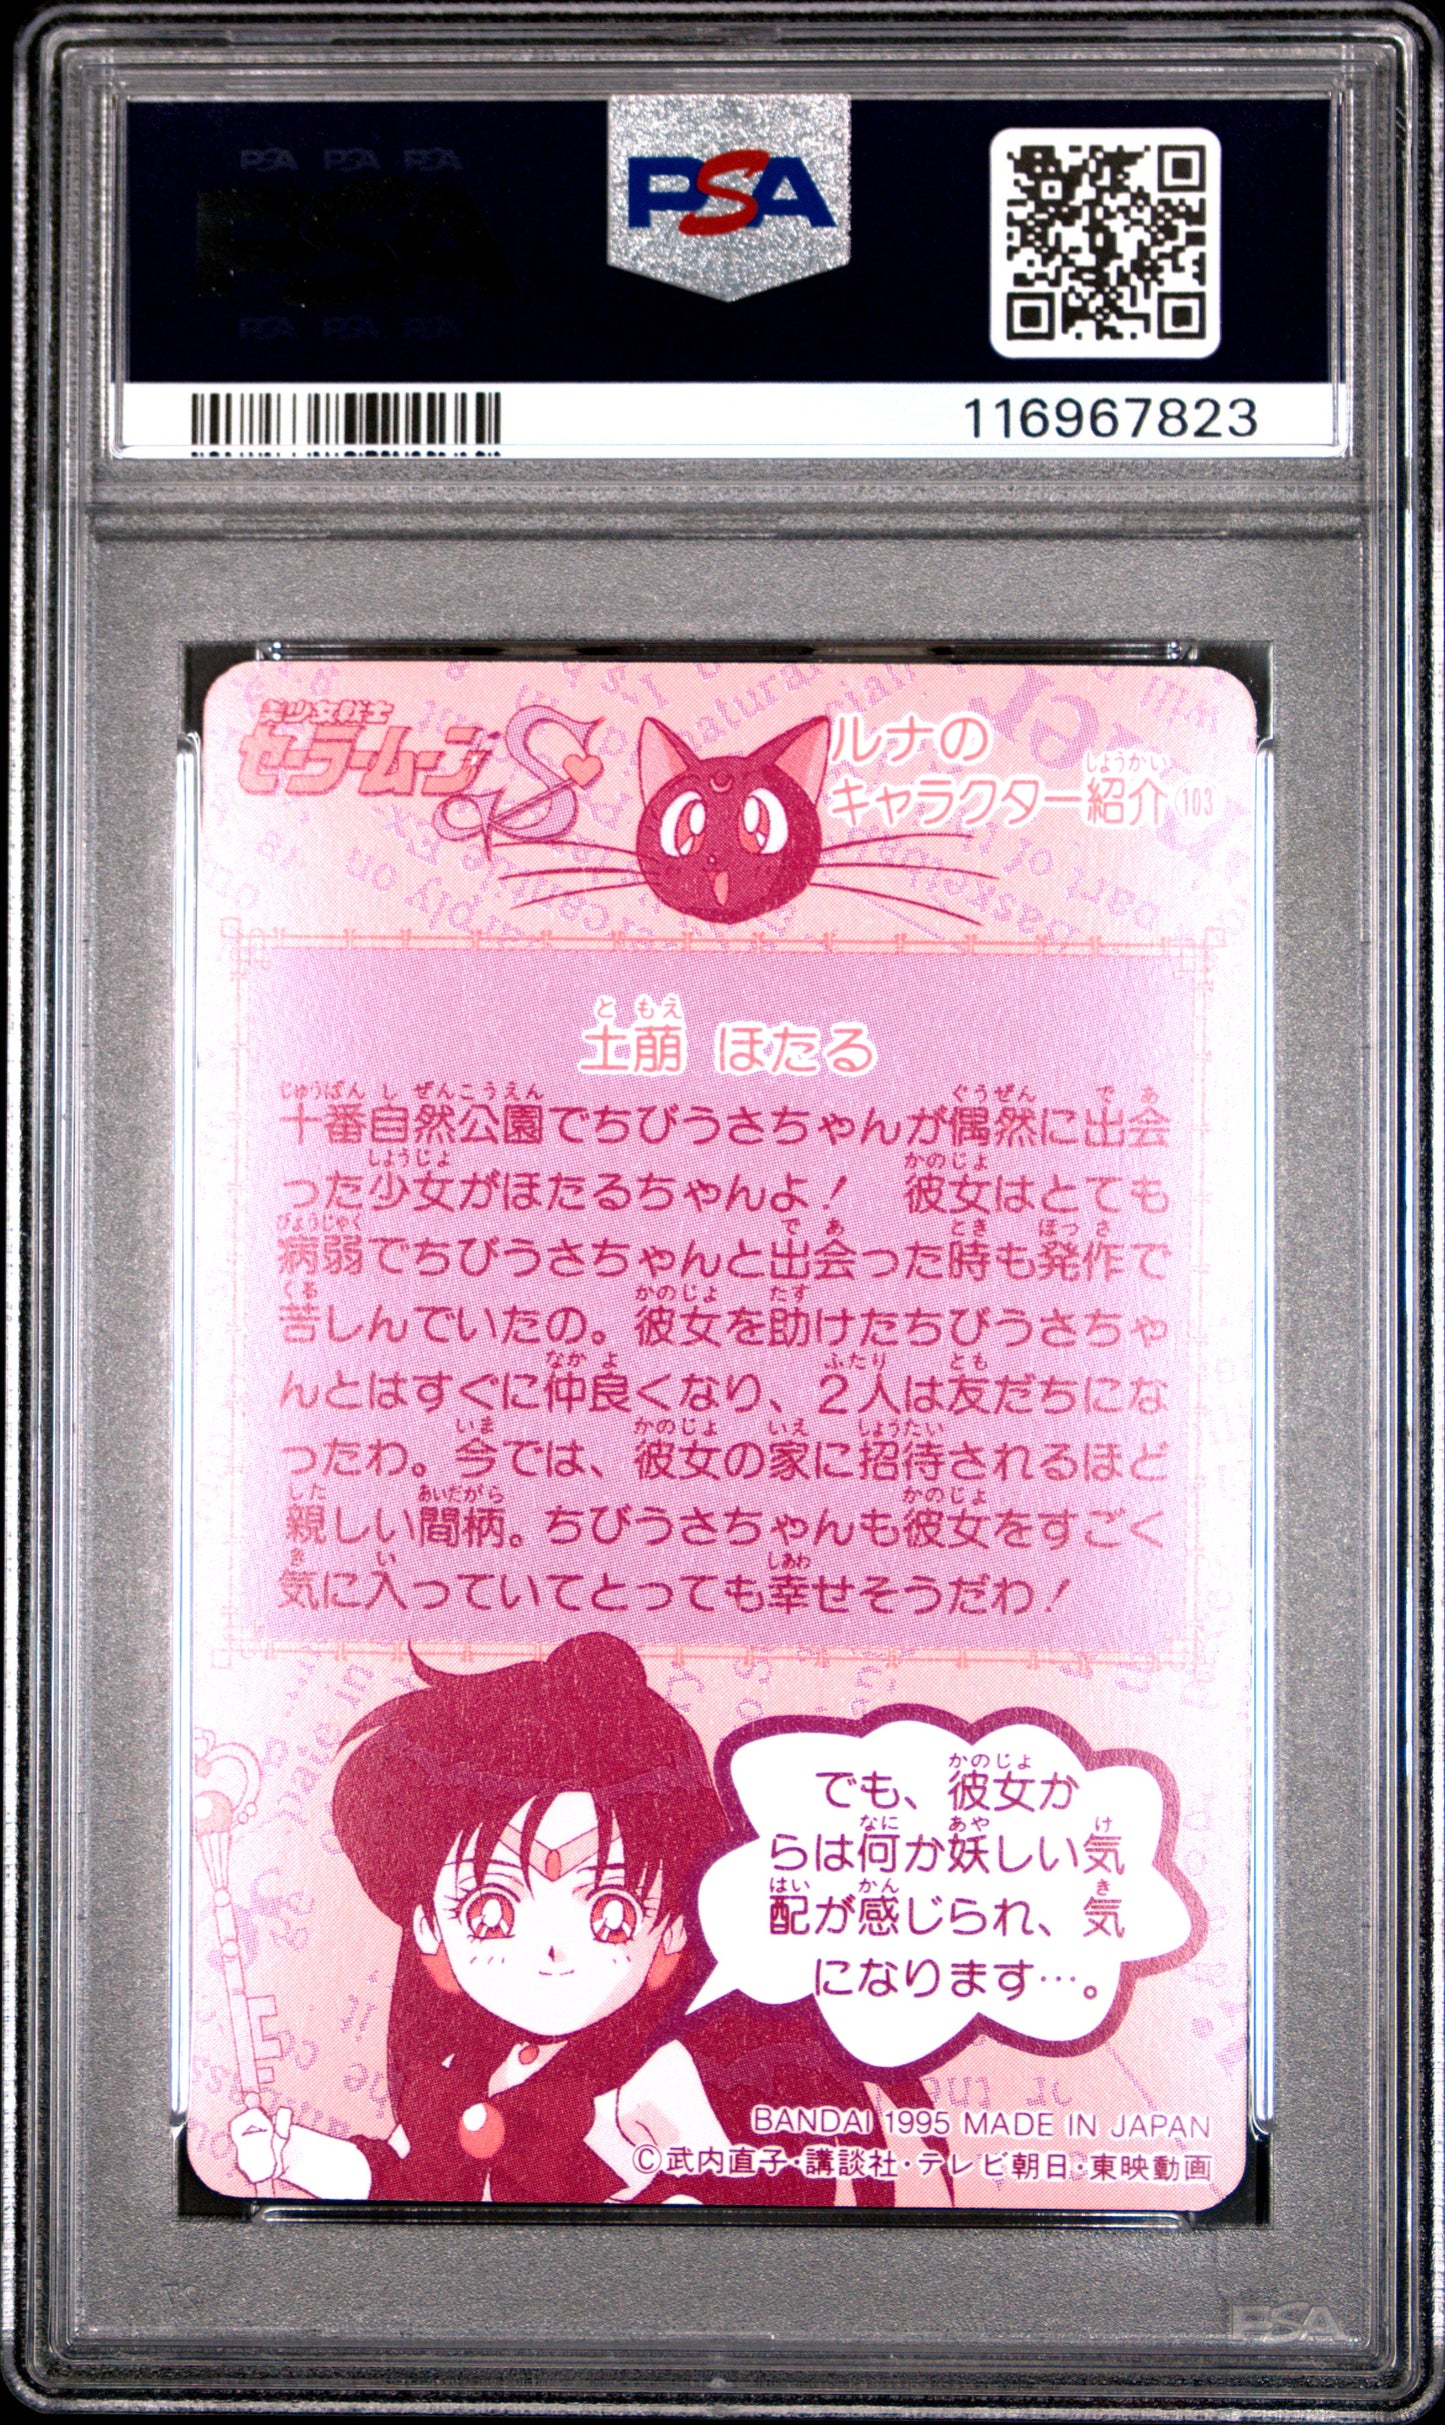 PSA
116967823
美少女戦士
セーラームーンS
ルナの
キャラクター紹介 103
土萠 ほたる
十番自然公園でちびうさちゃんが偶然に出会
った少女がほたるちゃんよ! 彼女はとても
病弱でちびうさちゃんと出会った時も発作で
苦しんでいたの。彼女を助けたちびうさちゃ
んとはすぐに仲良くなり、2人は友だちにな
ったわ。今では、彼女の家に招待されるほど
親しい間柄。ちびうさちゃんも彼女をすごく
気に入っていてとっても幸せそうだわ!
でも、彼女か
らは何か妖しい気
配が感じられ、気
になります…。
BANDAI 1995 MADE IN JAPAN
©武内直子・講談社・テレビ朝日・東映動画
PSA